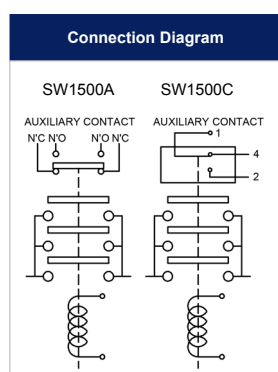 Connection Diagram
SW1500A SW1500C
AUXILIARY CONTACT AUXILIARY CONTACT
N'C N'O N'O N'C
1
4
2